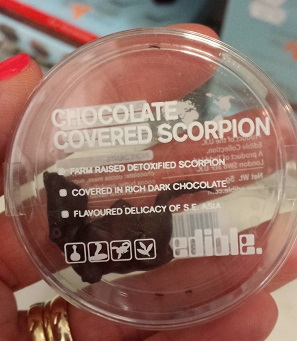 CHOCOLATE
COVERED SCORPION
FARM RAISED DETOXIFIED SCORPION
COVERED IN RICH DARK CHOCOLATE
FLAVOURED DELICACY OF S.E. ASIA
edible.